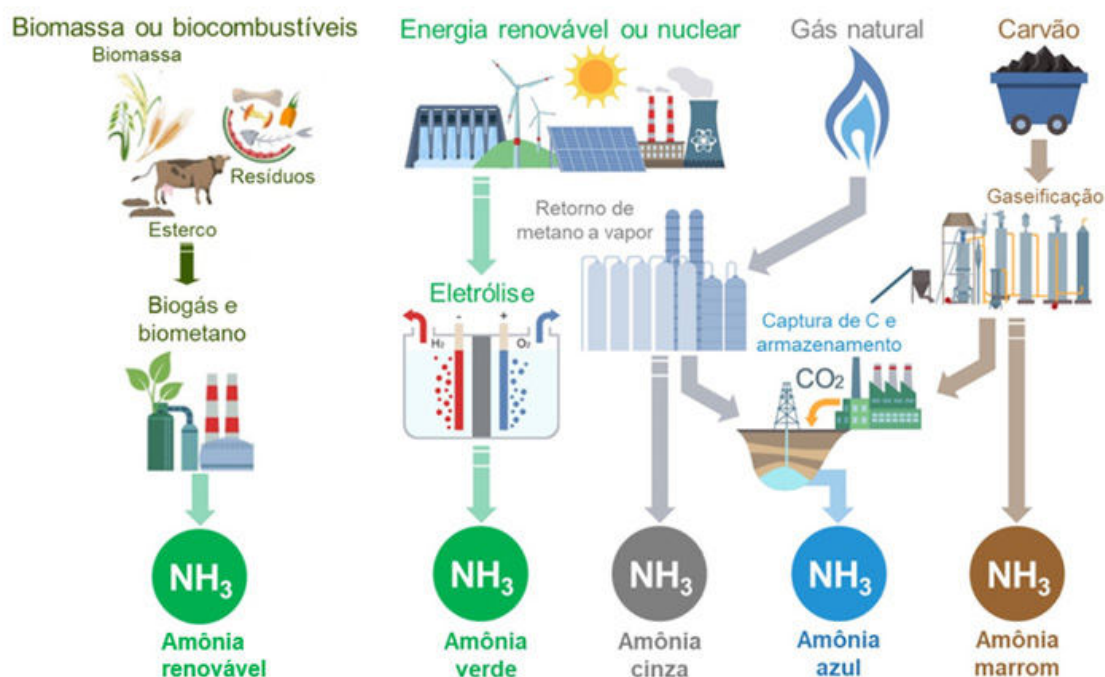 Biomassa ou biocombustíveis
Biomassa
Resíduos
Esterco
Biogás e
biometano
NH₃
Amônia
renovável
Energia renovável ou nuclear
Eletrólise
-
+
H₂
O₂
NH₃
Amônia
verde
Gás natural
Retorno de
metano a vapor
NH₃
Amônia
cinza
Captura de C e
armazenamento
CO₂
NH₃
Amônia
azul
Carvão
Gaseificação
NH₃
Amônia
marrom